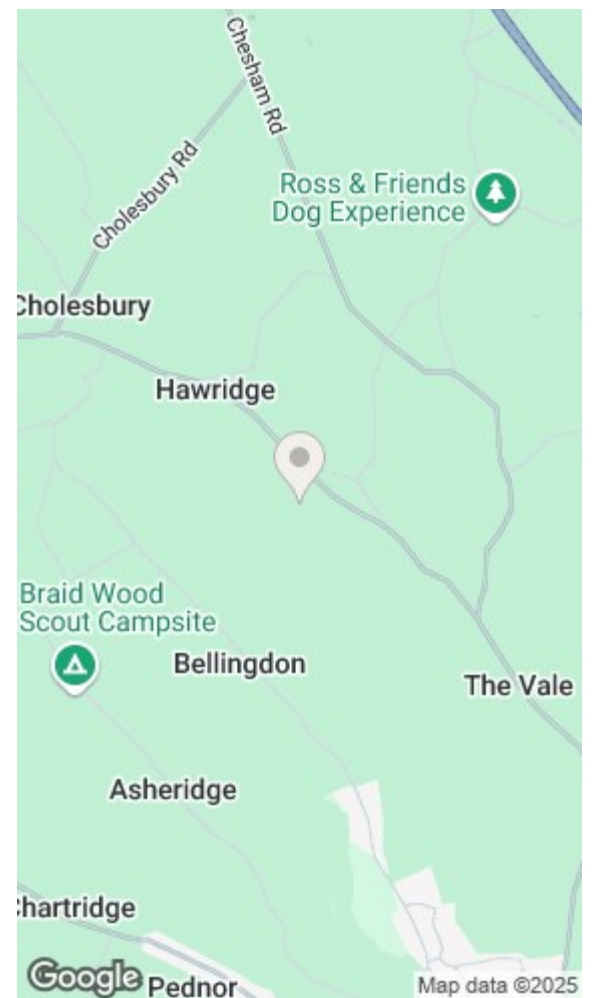 Chesham Rd
Cholesbury Rd
Ross & Friends
Dog Experience
Cholesbury
Hawridge
Braid Wood
Scout Campsite
Bellingdon
The Vale
Asheridge
Chartridge
Pednor
Google
Map data ©2025